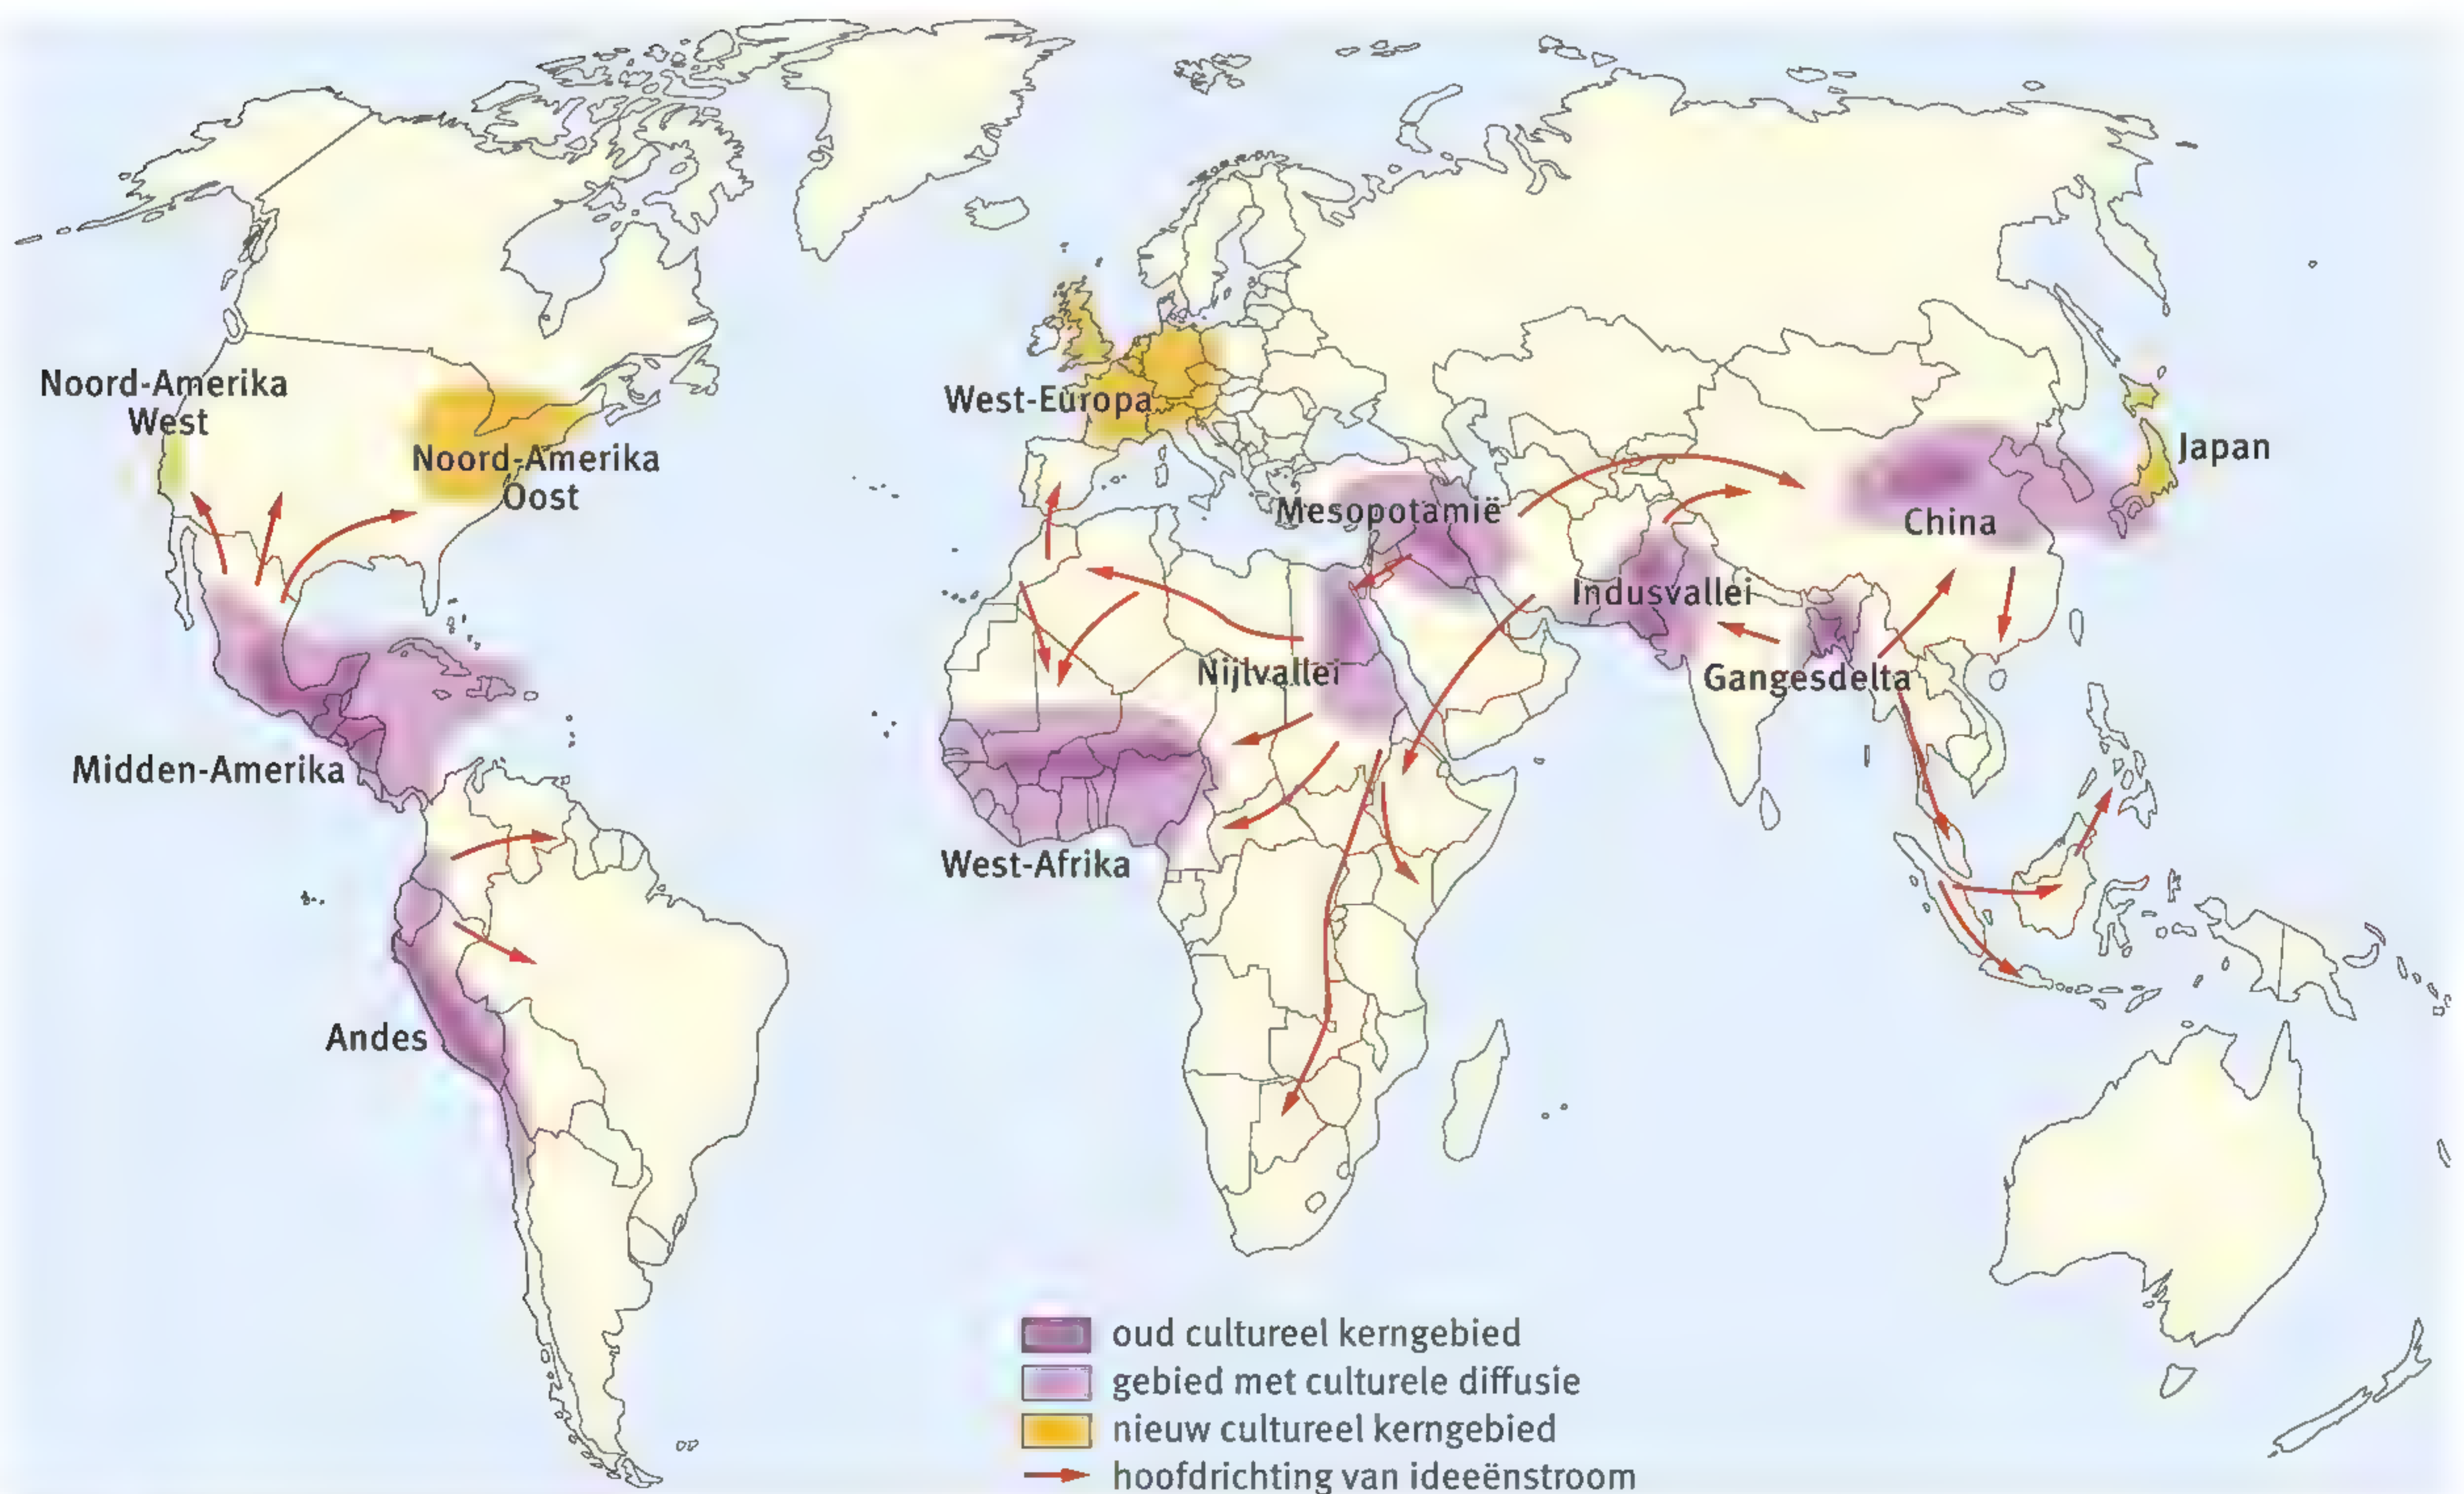 Noord-Amerika
West
Noord-Amerika
Oost
West-Europa
Japan
Mesopotamië
China
Indusvallei
Nijlvallei
Gangesdelta
Midden-Amerika
West-Afrika
Andes
oud cultureel kerngebied
gebied met culturele diffusie
nieuw cultureel kerngebied
hoofdrichting van ideeënstroom